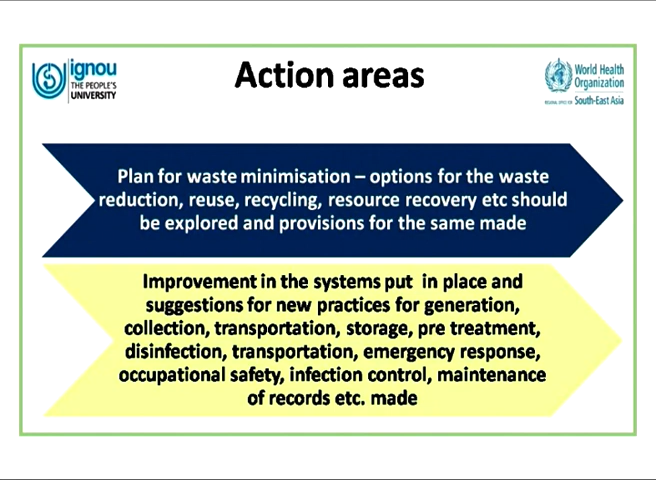 ignou
THE PEOPLE'S
UNIVERSITY
Action areas
World Health
Organization
REGIONAL OFFICE FOR South-East Asia
Plan for waste minimisation – options for the waste
reduction, reuse, recycling, resource recovery etc should
be explored and provisions for the same made
Improvement in the systems put in place and
suggestions for new practices for generation,
collection, transportation, storage, pre treatment,
disinfection, transportation, emergency response,
occupational safety, infection control, maintenance
of records etc. made